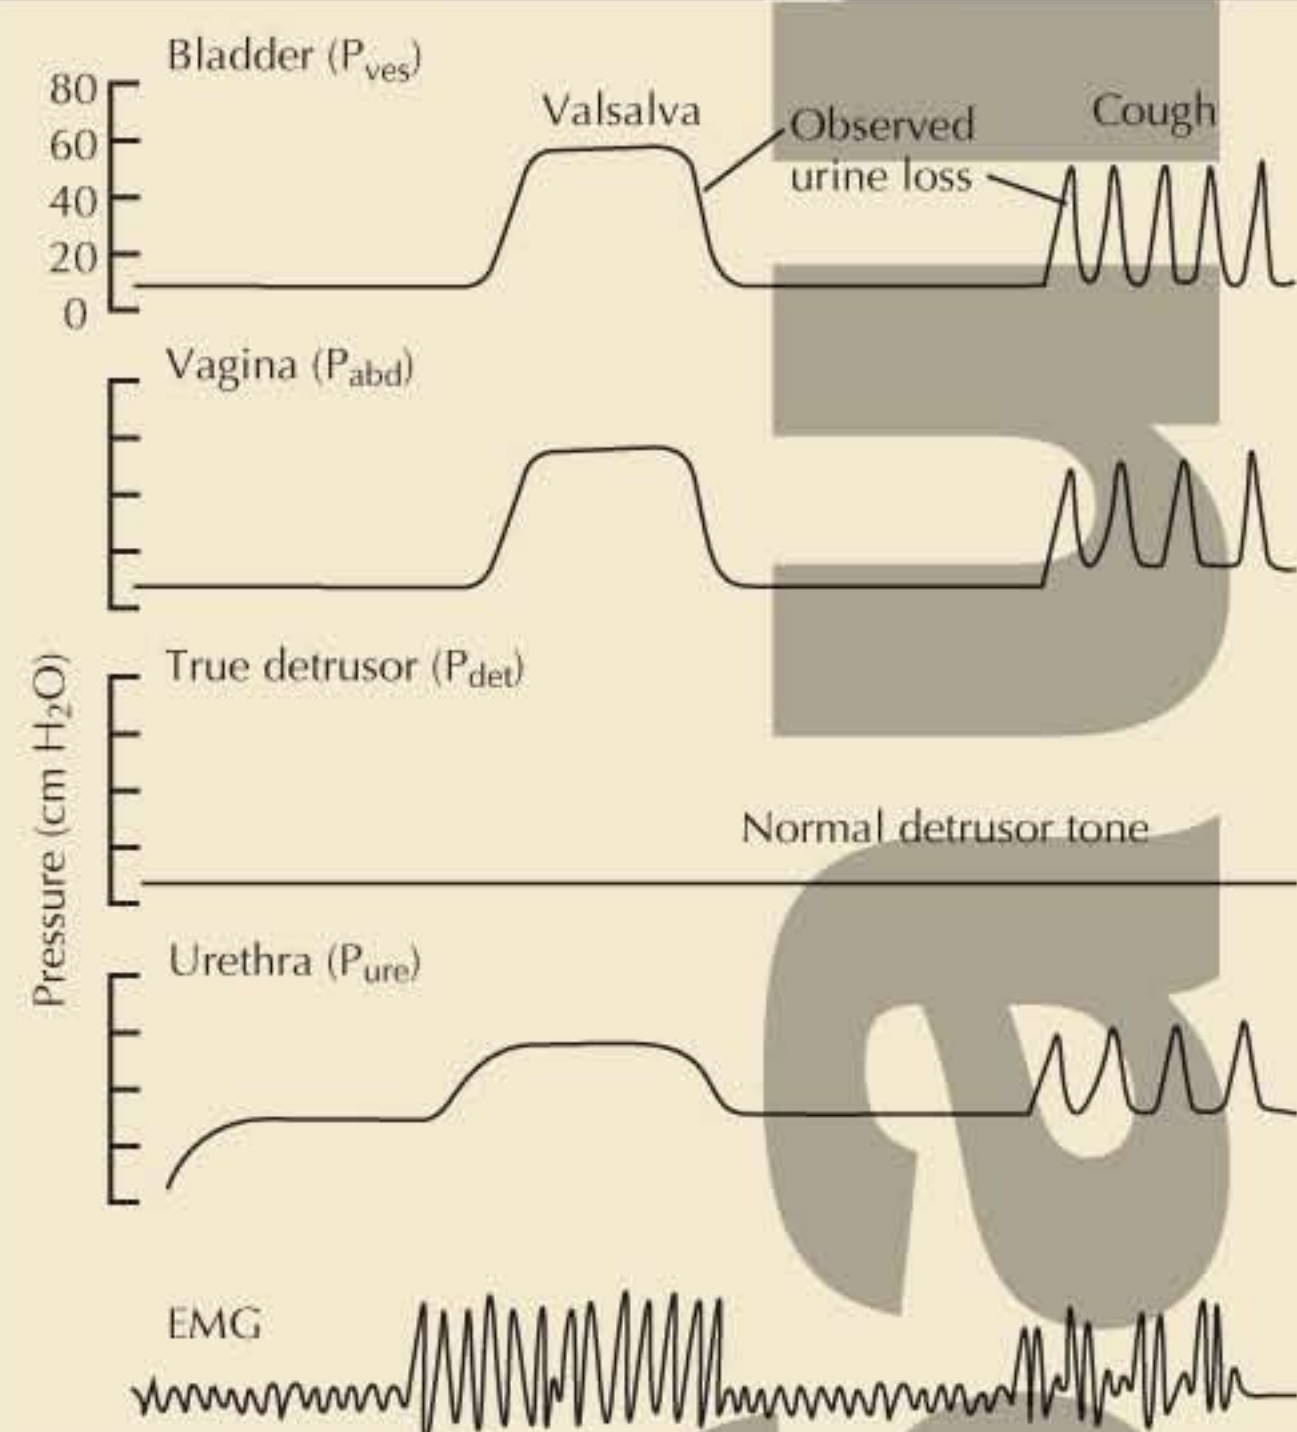 Bladder (Pves)
80
60
40
20
0
Valsalva
Observed
urine loss
Cough
Vagina (Pabd)
True detrusor (Pdet)
Normal detrusor tone
Pressure (cm H2O)
Urethra (Pure)
EMG